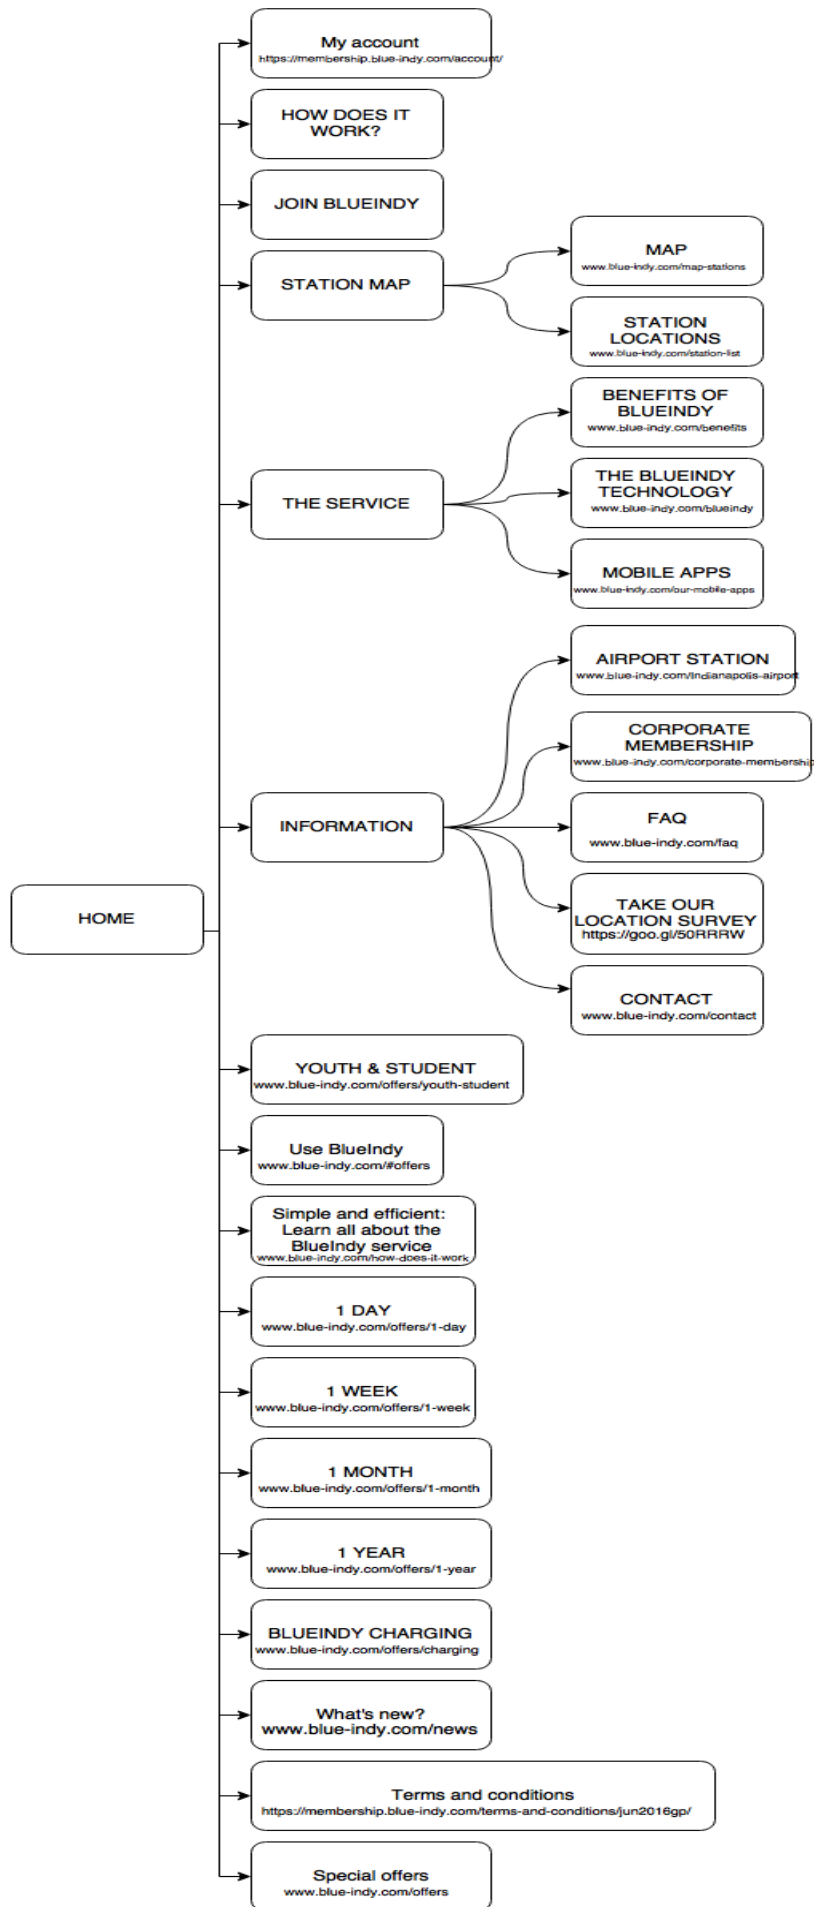 My account
https://membership.blue-indy.com/account/
HOW DOES IT
WORK?
JOIN BLUEINDY
STATION MAP
MAP
www.blue-indy.com/map-stations
STATION
LOCATIONS
www.blue-indy.com/station-list
THE SERVICE
BENEFITS OF
BLUEINDY
www.blue-indy.com/benefits
THE BLUEINDY
TECHNOLOGY
www.blue-indy.com/blueindy
MOBILE APPS
www.blue-indy.com/our-mobile-apps
INFORMATION
AIRPORT STATION
www.blue-indy.com/indianapolis-airport
CORPORATE
MEMBERSHIP
www.blue-indy.com/corporate-membership
FAQ
www.blue-indy.com/faq
TAKE OUR
LOCATION SURVEY
https://goo.gl/50RRRW
CONTACT
www.blue-indy.com/contact
HOME
YOUTH & STUDENT
www.blue-indy.com/offers/youth-student
Use BlueIndy
www.blue-indy.com/#offers
Simple and efficient:
Learn all about the
BlueIndy service
www.blue-indy.com/how-does-it-work
1 DAY
www.blue-indy.com/offers/1-day
1 WEEK
www.blue-indy.com/offers/1-week
1 MONTH
www.blue-indy.com/offers/1-month
1 YEAR
www.blue-indy.com/offers/1-year
BLUEINDY CHARGING
www.blue-indy.com/offers/charging
What's new?
www.blue-indy.com/news
Terms and conditions
https://membership.blue-indy.com/terms-and-conditions/jun2016gp/
Special offers
www.blue-indy.com/offers